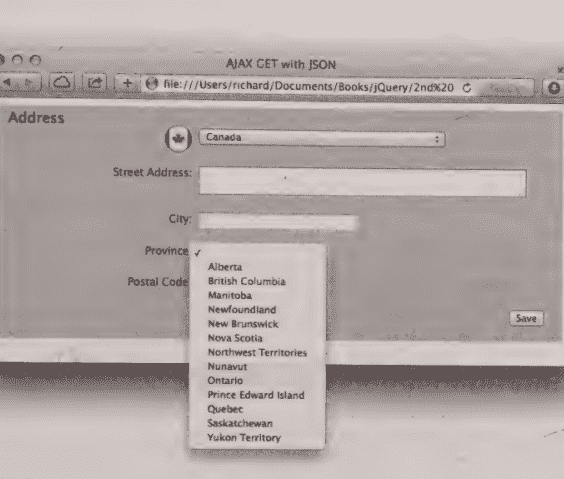 AJAX GET with JSON
file:///Users/richard/Documents/Books/jQuery/2nd%20
Address
Canada
Street Address:
City:
Province ✓
Alberta
Postal Code
British Columbia
Manitoba
Newfoundland
New Brunswick
Nova Scotia
Northwest Territories
Nunavut
Ontario
Save
Prince Edward Island
Quebec
Saskatchewan
Yukon Territory